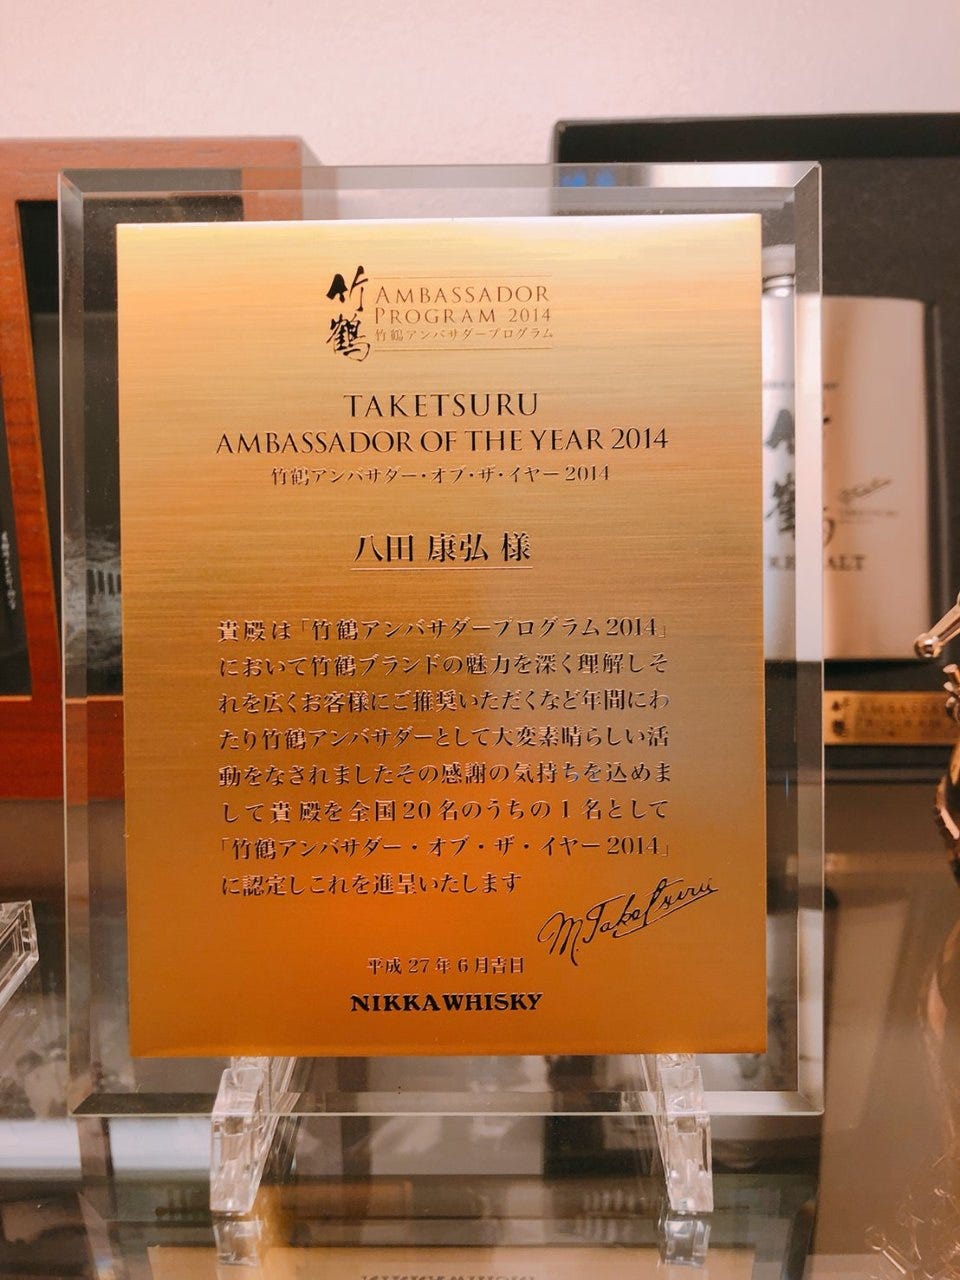 竹鶴
AMBASSADOR
PROGRAM 2014
竹鶴アンバサダープログラム
TAKETSURU
AMBASSADOR OF THE YEAR 2014
竹鶴アンバサダー・オブ・ザ・イヤー2014
八田 康弘 様
貴殿は「竹鶴アンバサダープログラム2014」
において竹鶴ブランドの魅力を深く理解しそ
れを広くお客様にご推奨いただくなど年間にわ
たり竹鶴アンバサダーとして大変素晴らしい活
動をなされましたその感謝の気持ちを込めま
して貴殿を全国20名のうちの1名として
「竹鶴アンバサダー・オブ・ザ・イヤー2014」
に認定しこれを進呈いたします
M.Taketsuru
平成27年6月吉日
NIKKA WHISKY